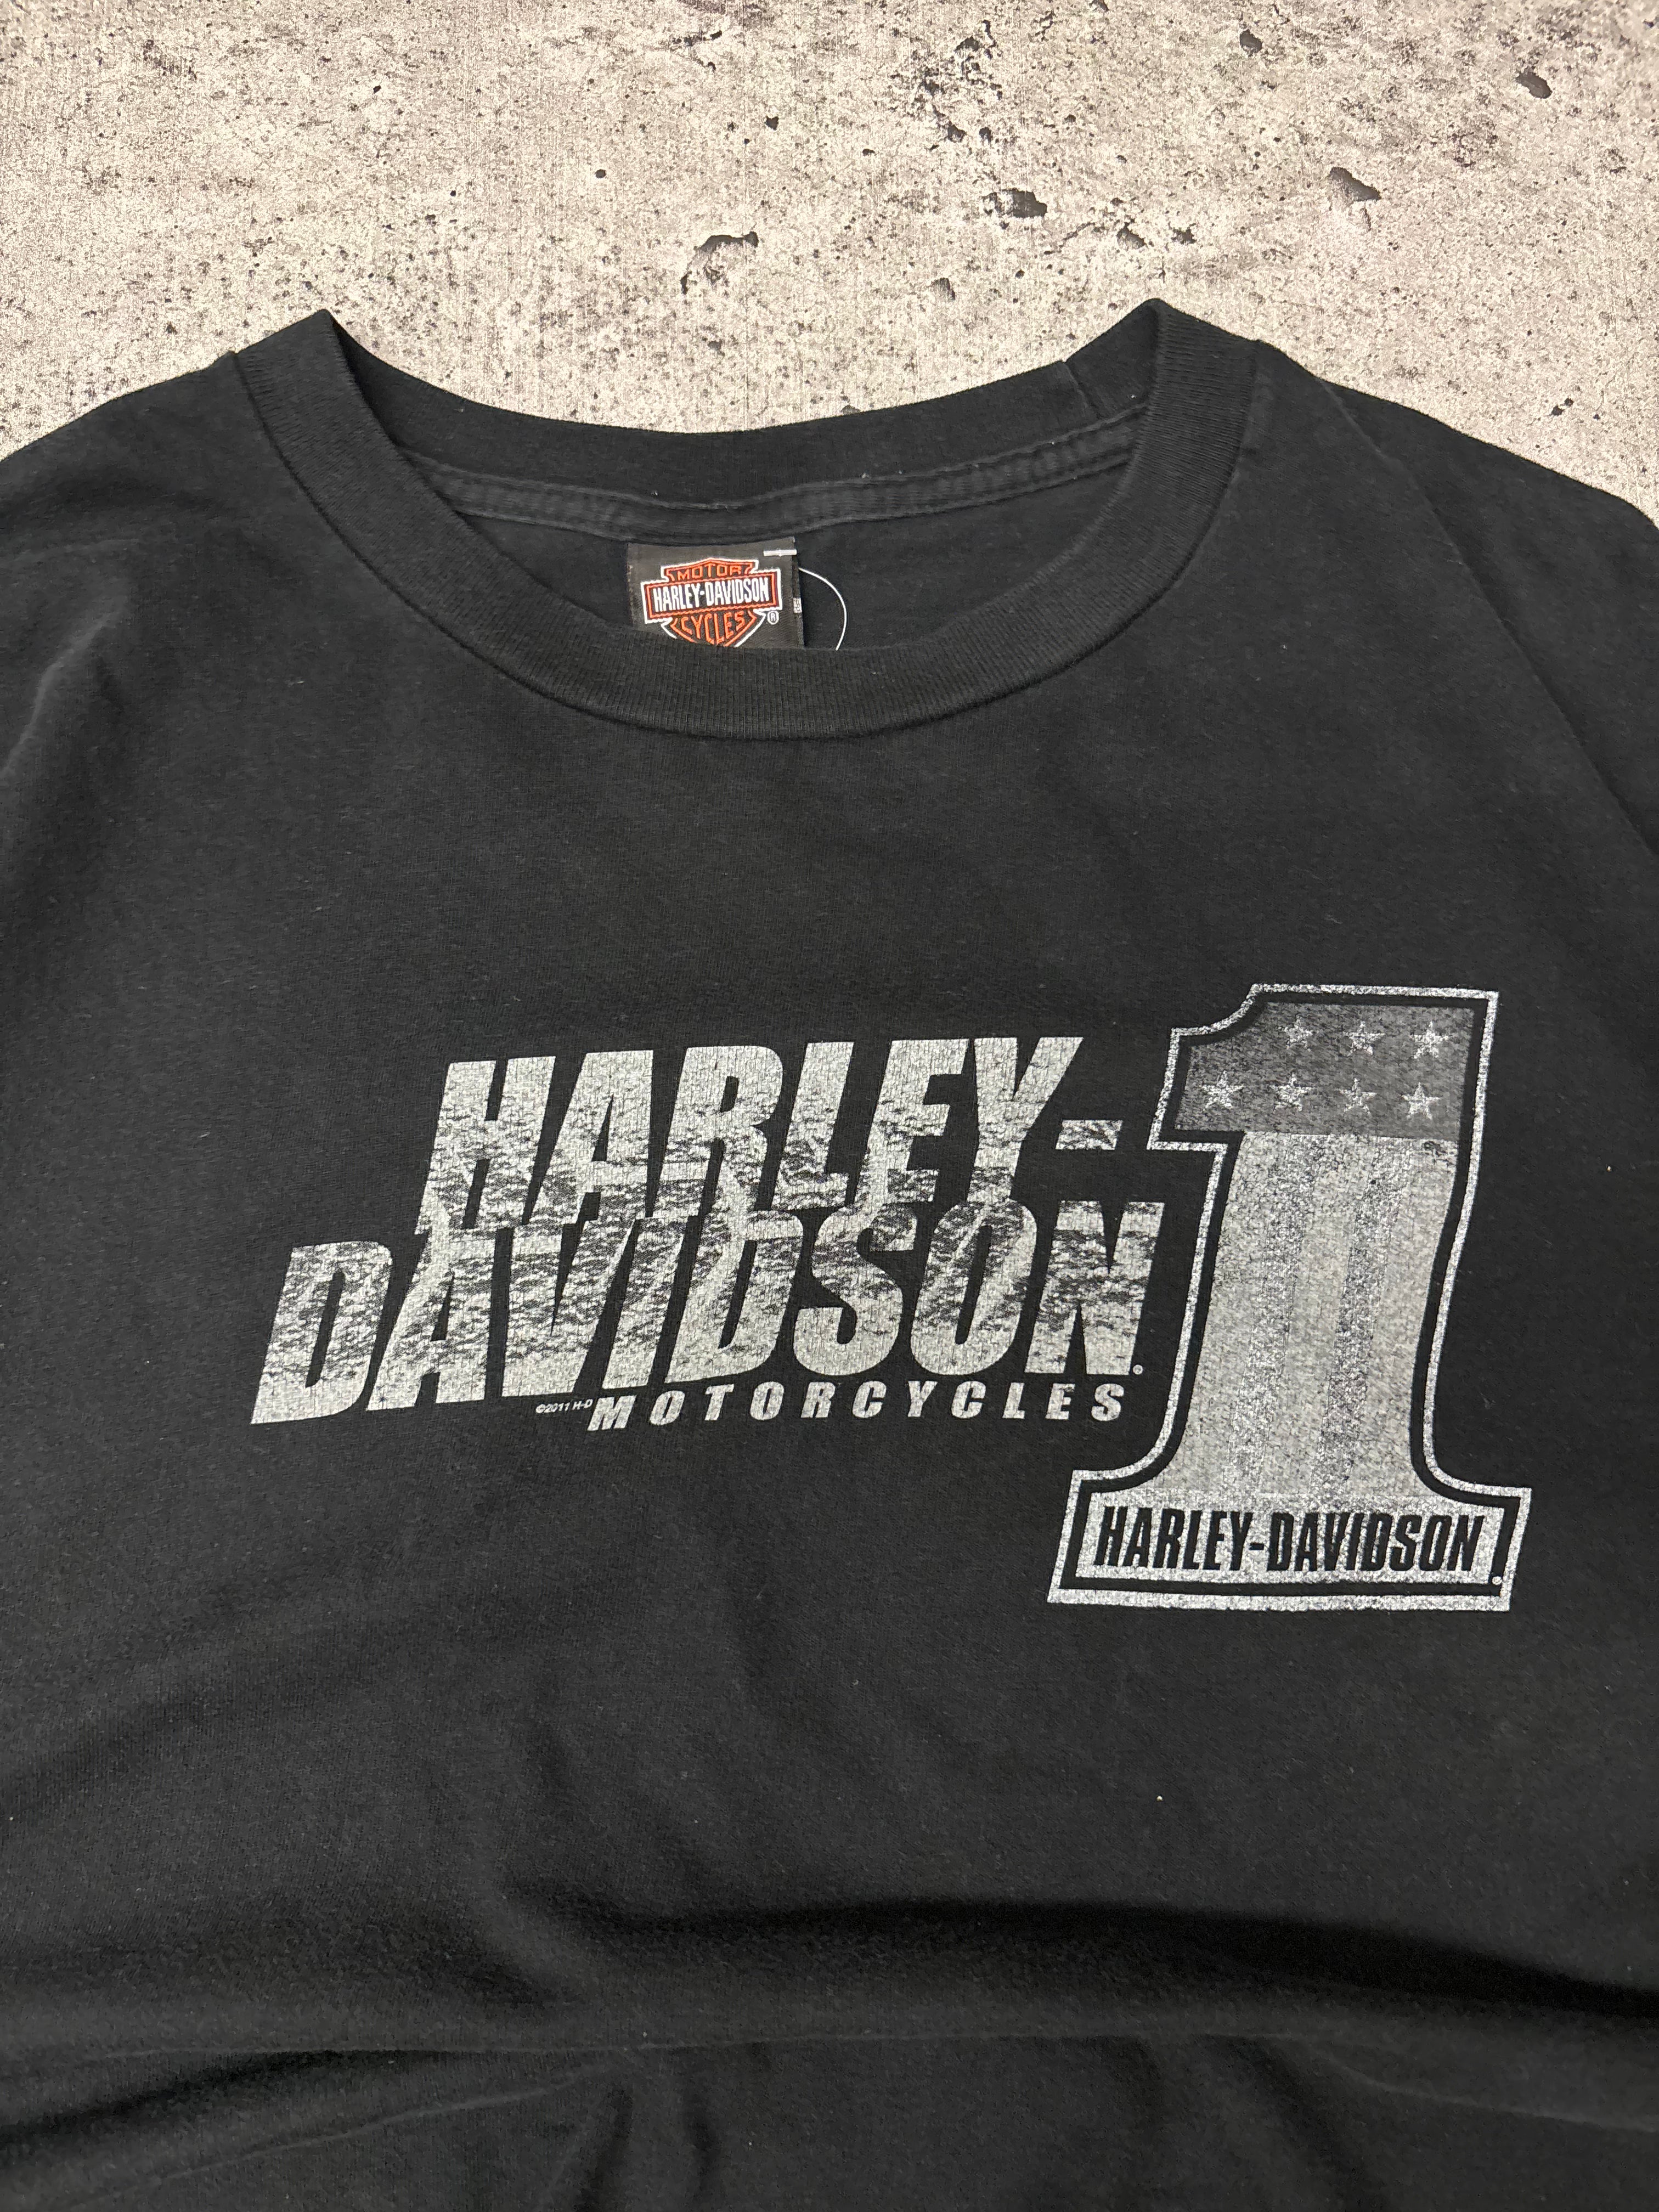 MOTOR
HARLEY-DAVIDSON
CYCLES
®
HARLEY-
DAVIDSON®
©2011 H-D MOTORCYCLES
1
HARLEY-DAVIDSON®